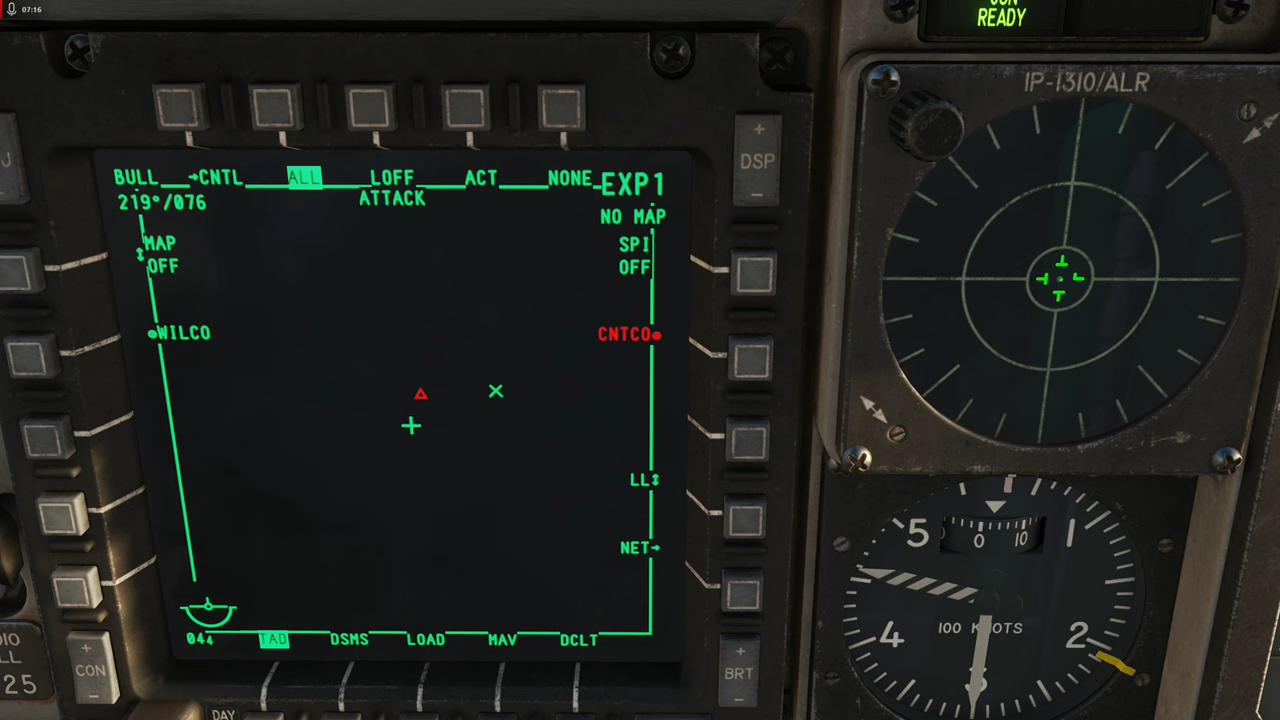 07:16
READY
IP-1310/ALR
DSP
BULL →CNTL ALL LOFF ACT NONE EXP1
219°/076 ATTACK NO MAP
MAP SPI
OFF OFF
WILCO CNTCO
LL↕
NET→
044 TAD DSMS LOAD MAV DCLT
CON
BRT
25
DAY
5 0 10 1
100 KNOTS
4 2
3